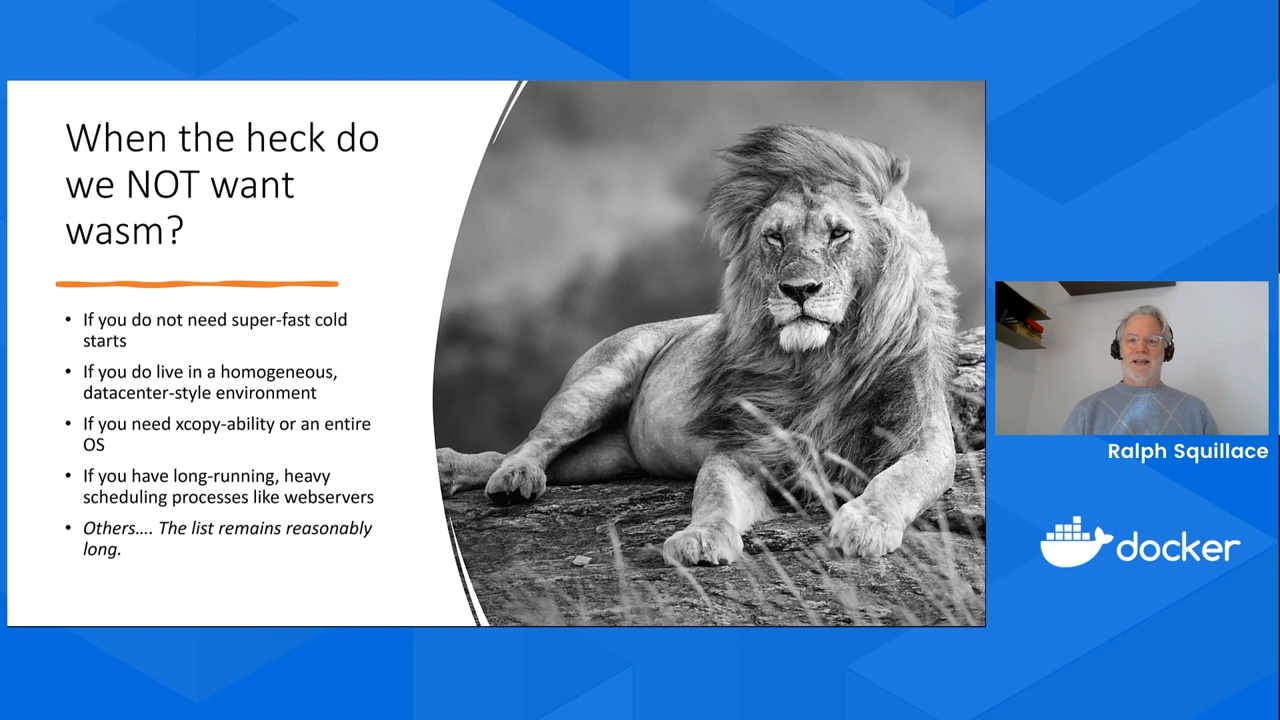 When the heck do
we NOT want
wasm?
• If you do not need super-fast cold
starts
• If you do live in a homogeneous,
datacenter-style environment
• If you need xcopy-ability or an entire
OS
• If you have long-running, heavy
scheduling processes like webservers
• Others…. The list remains reasonably
long.
Ralph Squillace
docker